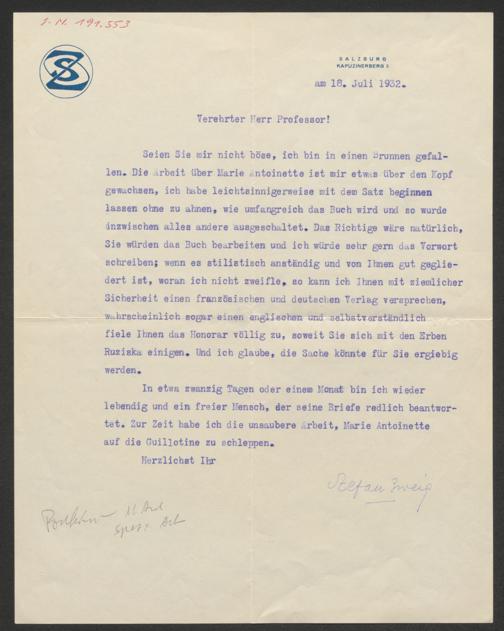 I.N. 191.553
SZ
SALZBURG
KAPUZINERBERG 5
am 18. Juli 1932.
Verehrter Herr Professor!
Seien Sie mir nicht böse, ich bin in einen Brunnen gefal-
len. Die Arbeit über Marie Antoinette ist mir etwas über den Kopf
gewachsen, ich habe leichtsinnigerweise mit dem Satz beginnen
lassen ohne zu ahnen, wie umfangreich das Buch wird und so wurde
inzwischen alles andere ausgeschaltet. Das Richtige wäre natürlich,
Sie würden das Buch bearbeiten und ich würde sehr gern das Vorwort
schreiben; wenn es stilistisch anständig und von Ihnen gut geglie-
dert ist, woran ich nicht zweifle, so kann ich Ihnen mit ziemlicher
Sicherheit einen französischen und deutschen Verlag versprechen,
wahrscheinlich sogar einen englischen und selbstverständlich
fiele Ihnen das Honorar völlig zu, soweit Sie sich mit den Erben
Ruziska einigen. Und ich glaube, die Sache könnte für Sie ergiebig
werden.
In etwa zwanzig Tagen oder einem Monat bin ich wieder
lebendig und ein freier Mensch, der seine Briefe redlich beantwor-
tet. Zur Zeit habe ich die unsaubere Arbeit, Marie Antoinette
auf die Guillotine zu schleppen.
Herzlichst Ihr
Stefan Zweig